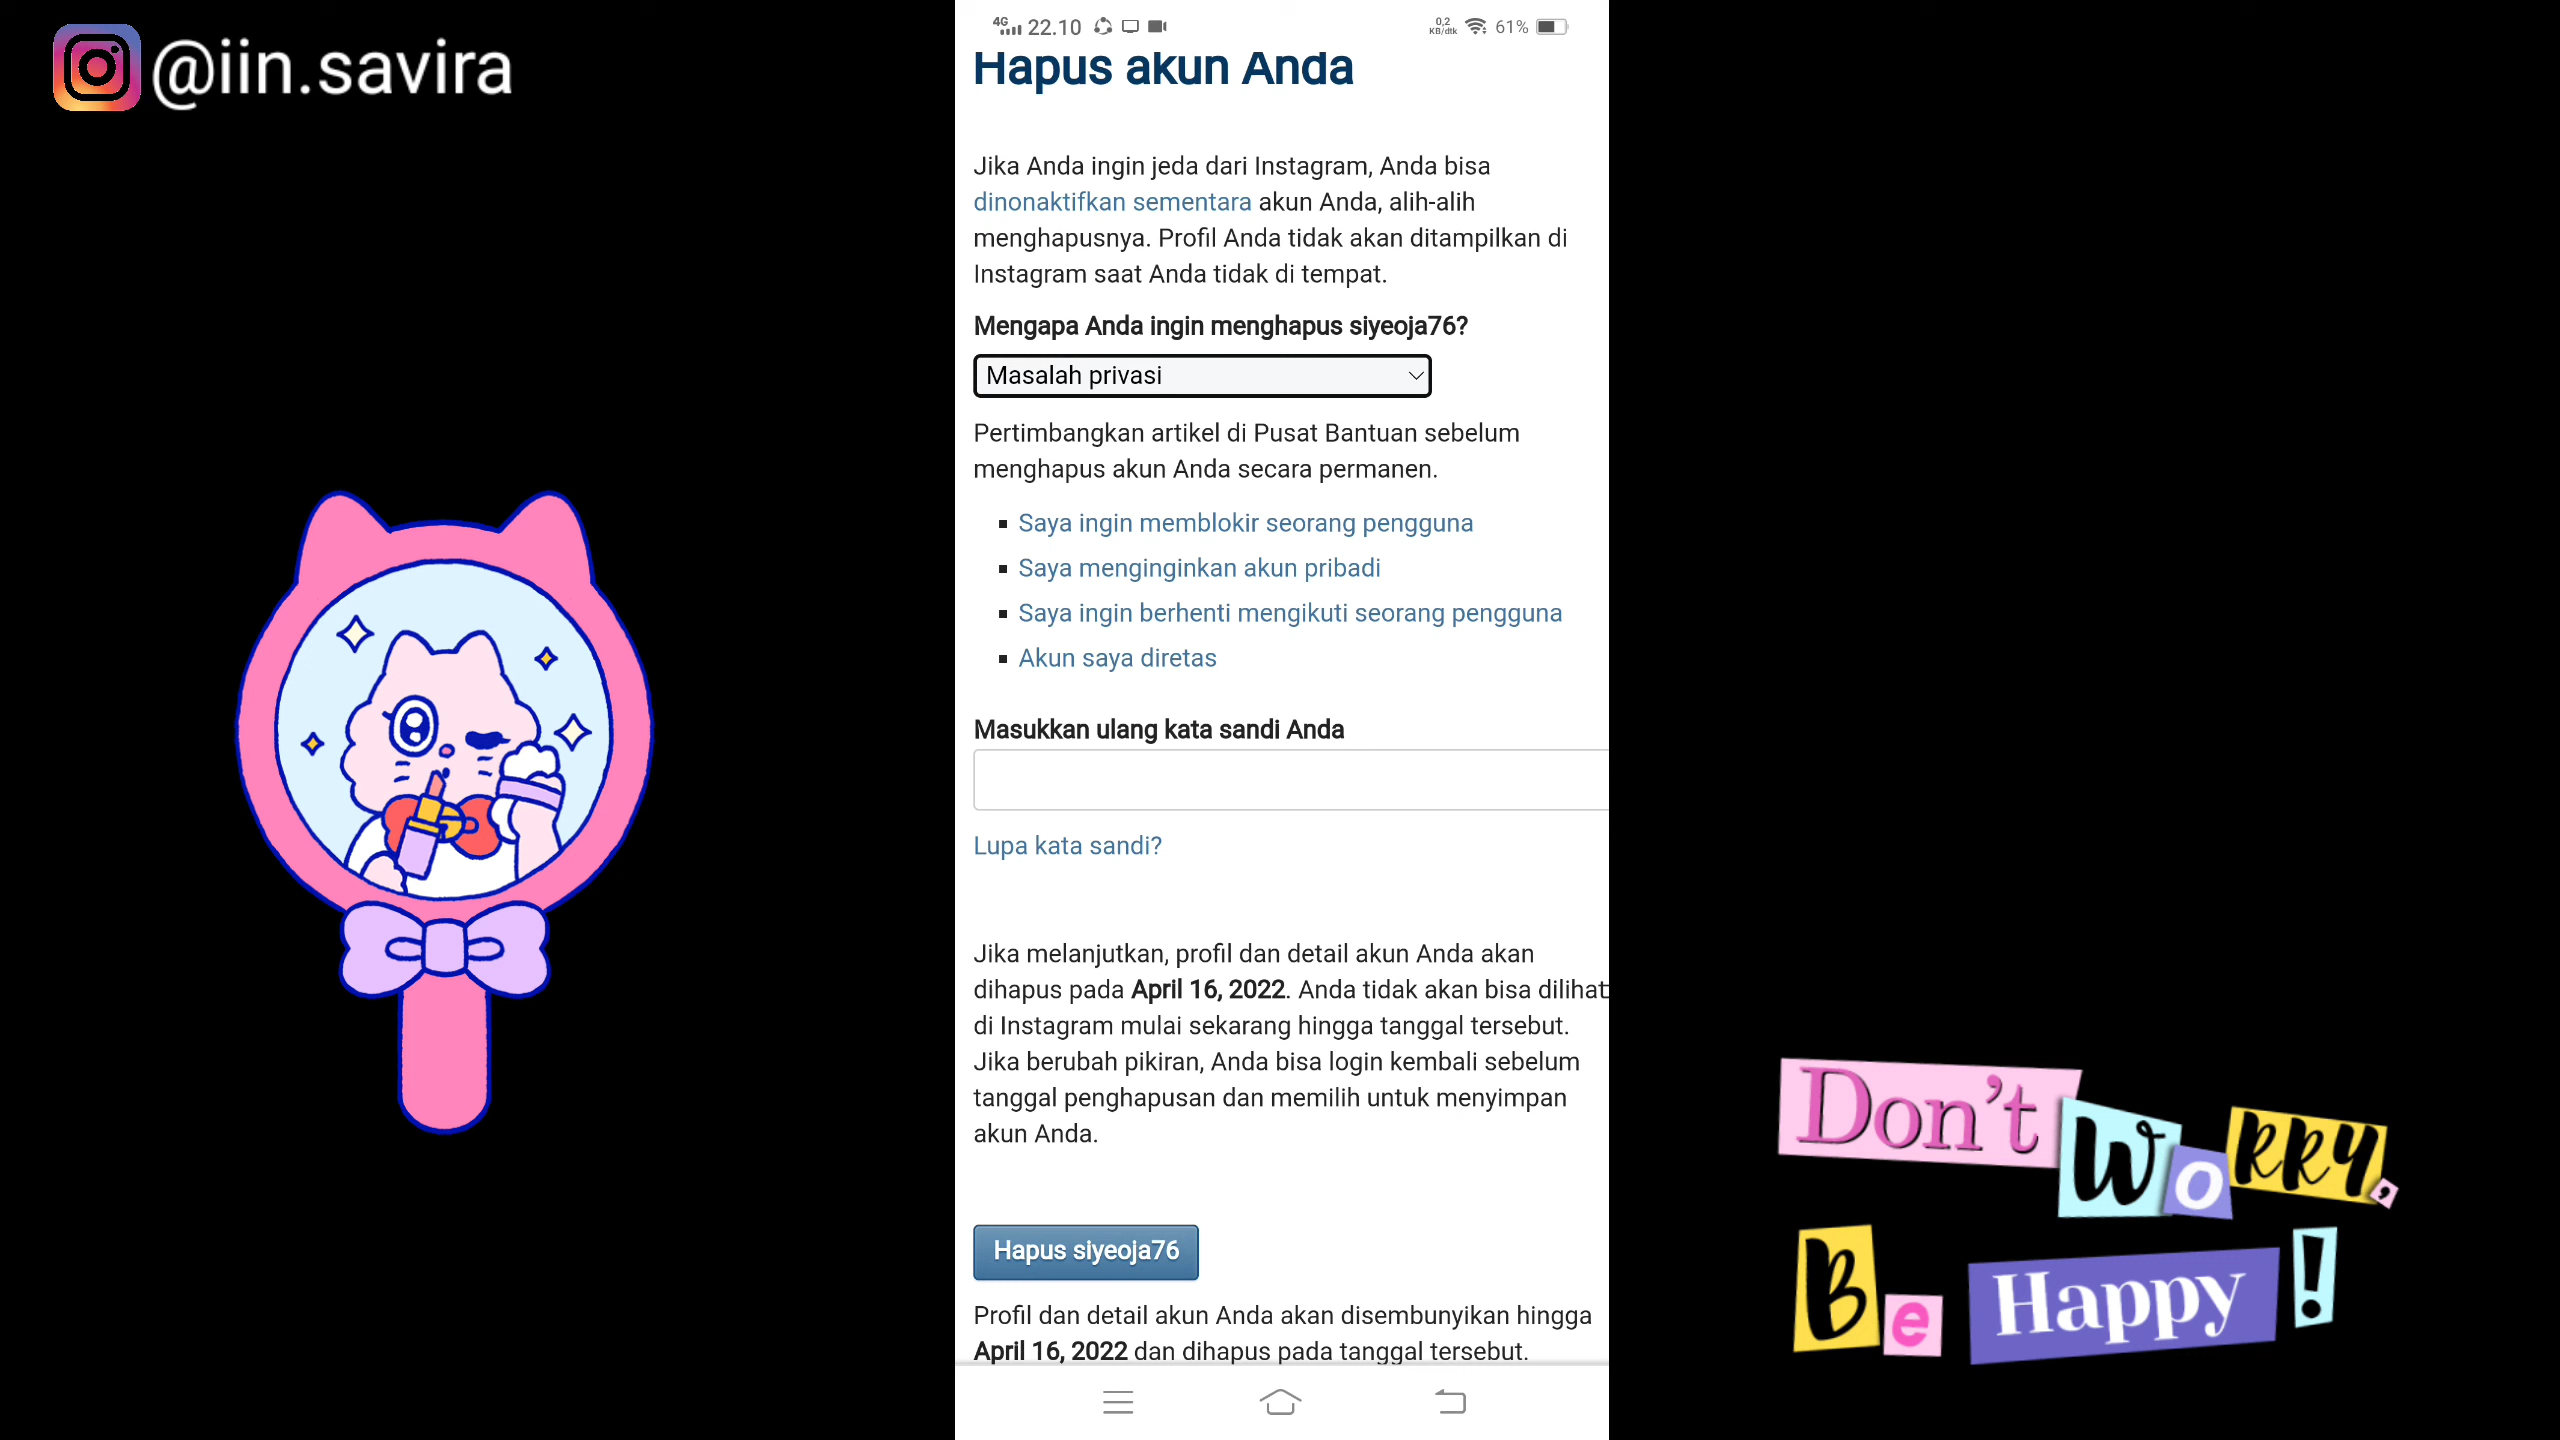 @iin.savira
4G 22.10 0,2 KB/dtk 61%
Hapus akun Anda
Jika Anda ingin jeda dari Instagram, Anda bisa
dinonaktifkan sementara akun Anda, alih-alih
menghapusnya. Profil Anda tidak akan ditampilkan di
Instagram saat Anda tidak di tempat.
Mengapa Anda ingin menghapus siyeoja76?
Masalah privasi
Pertimbangkan artikel di Pusat Bantuan sebelum
menghapus akun Anda secara permanen.
Saya ingin memblokir seorang pengguna
Saya menginginkan akun pribadi
Saya ingin berhenti mengikuti seorang pengguna
Akun saya diretas
Masukkan ulang kata sandi Anda
Lupa kata sandi?
Jika melanjutkan, profil dan detail akun Anda akan
dihapus pada April 16, 2022. Anda tidak akan bisa dilihat
di Instagram mulai sekarang hingga tanggal tersebut.
Jika berubah pikiran, Anda bisa login kembali sebelum
tanggal penghapusan dan memilih untuk menyimpan
akun Anda.
Hapus siyeoja76
Profil dan detail akun Anda akan disembunyikan hingga
April 16, 2022 dan dihapus pada tanggal tersebut.
Don't WoRRY,
Be Happy!